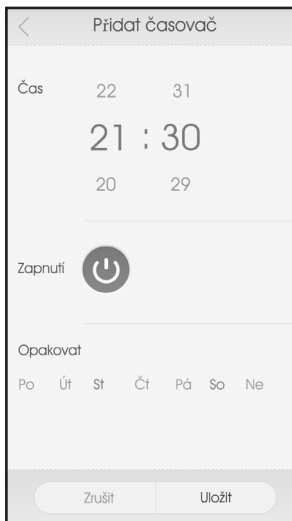 Přidat časovač
Čas
22 31
21 : 30
20 29
Zapnutí
Opakovat
Po Út St Čt Pá So Ne
Zrušit Uložit